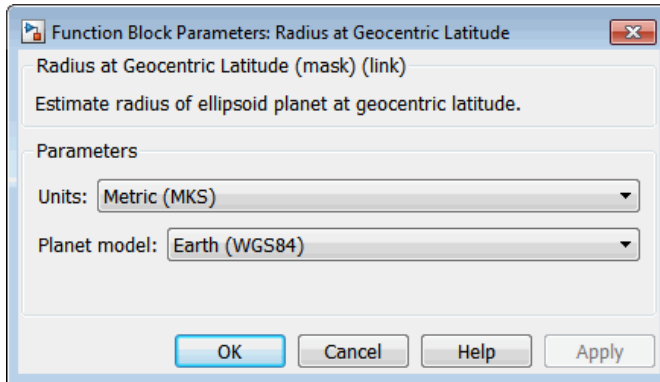 Function Block Parameters: Radius at Geocentric Latitude
Radius at Geocentric Latitude (mask) (link)
Estimate radius of ellipsoid planet at geocentric latitude.
Parameters
Units: Metric (MKS)
Planet model: Earth (WGS84)
OK Cancel Help Apply